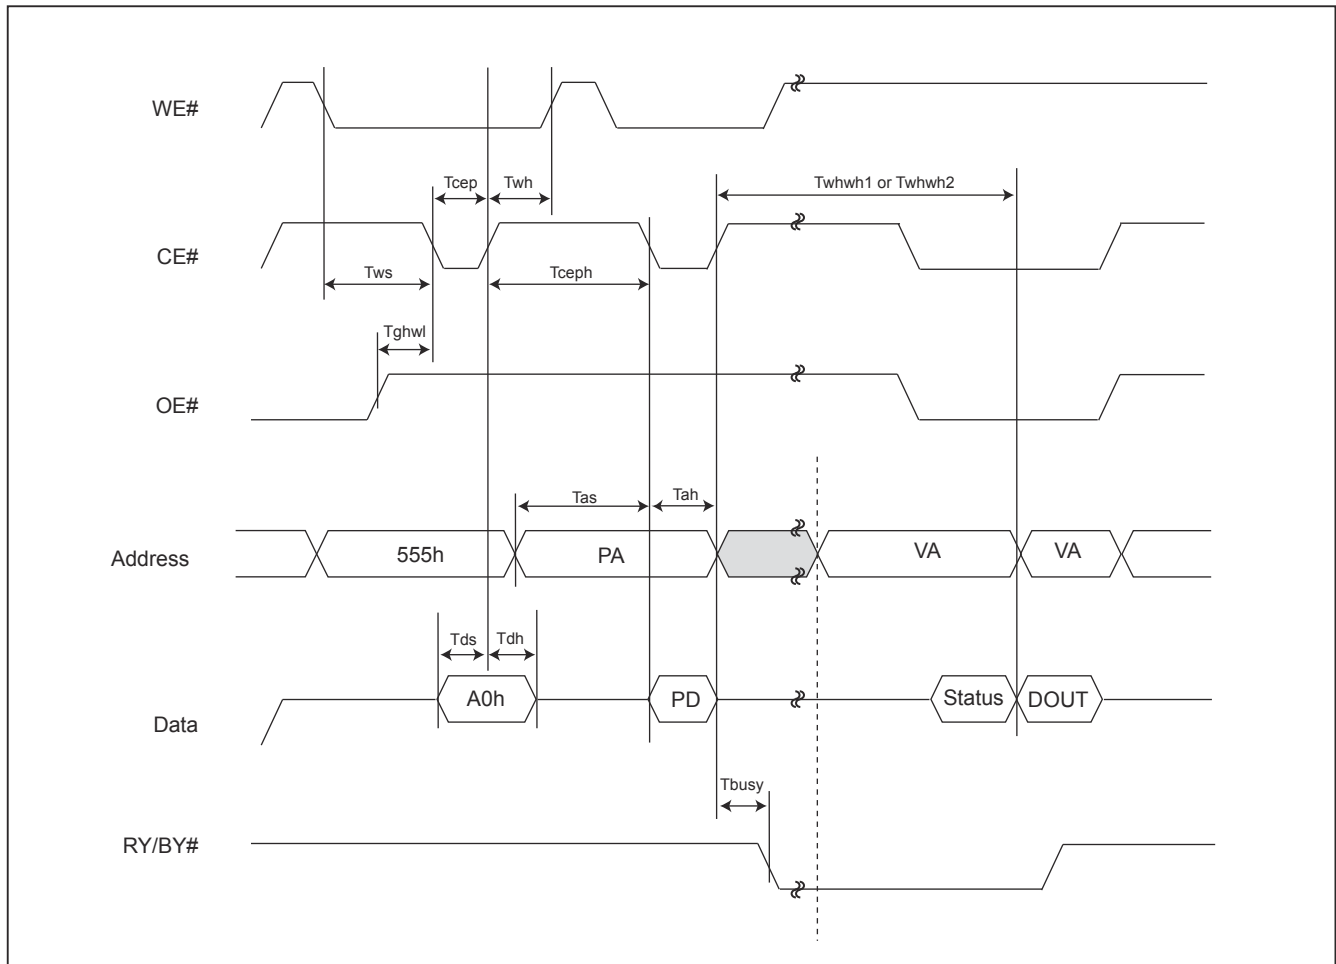 WE#
Tcep
Twh
Twhwh1 or Twhwh2
CE#
Tws
Tceph
Tghwl
OE#
Tas
Tah
Address
555h
PA
VA
VA
Tds
Tdh
A0h
PD
Status
DOUT
Data
Tbusy
RY/BY#